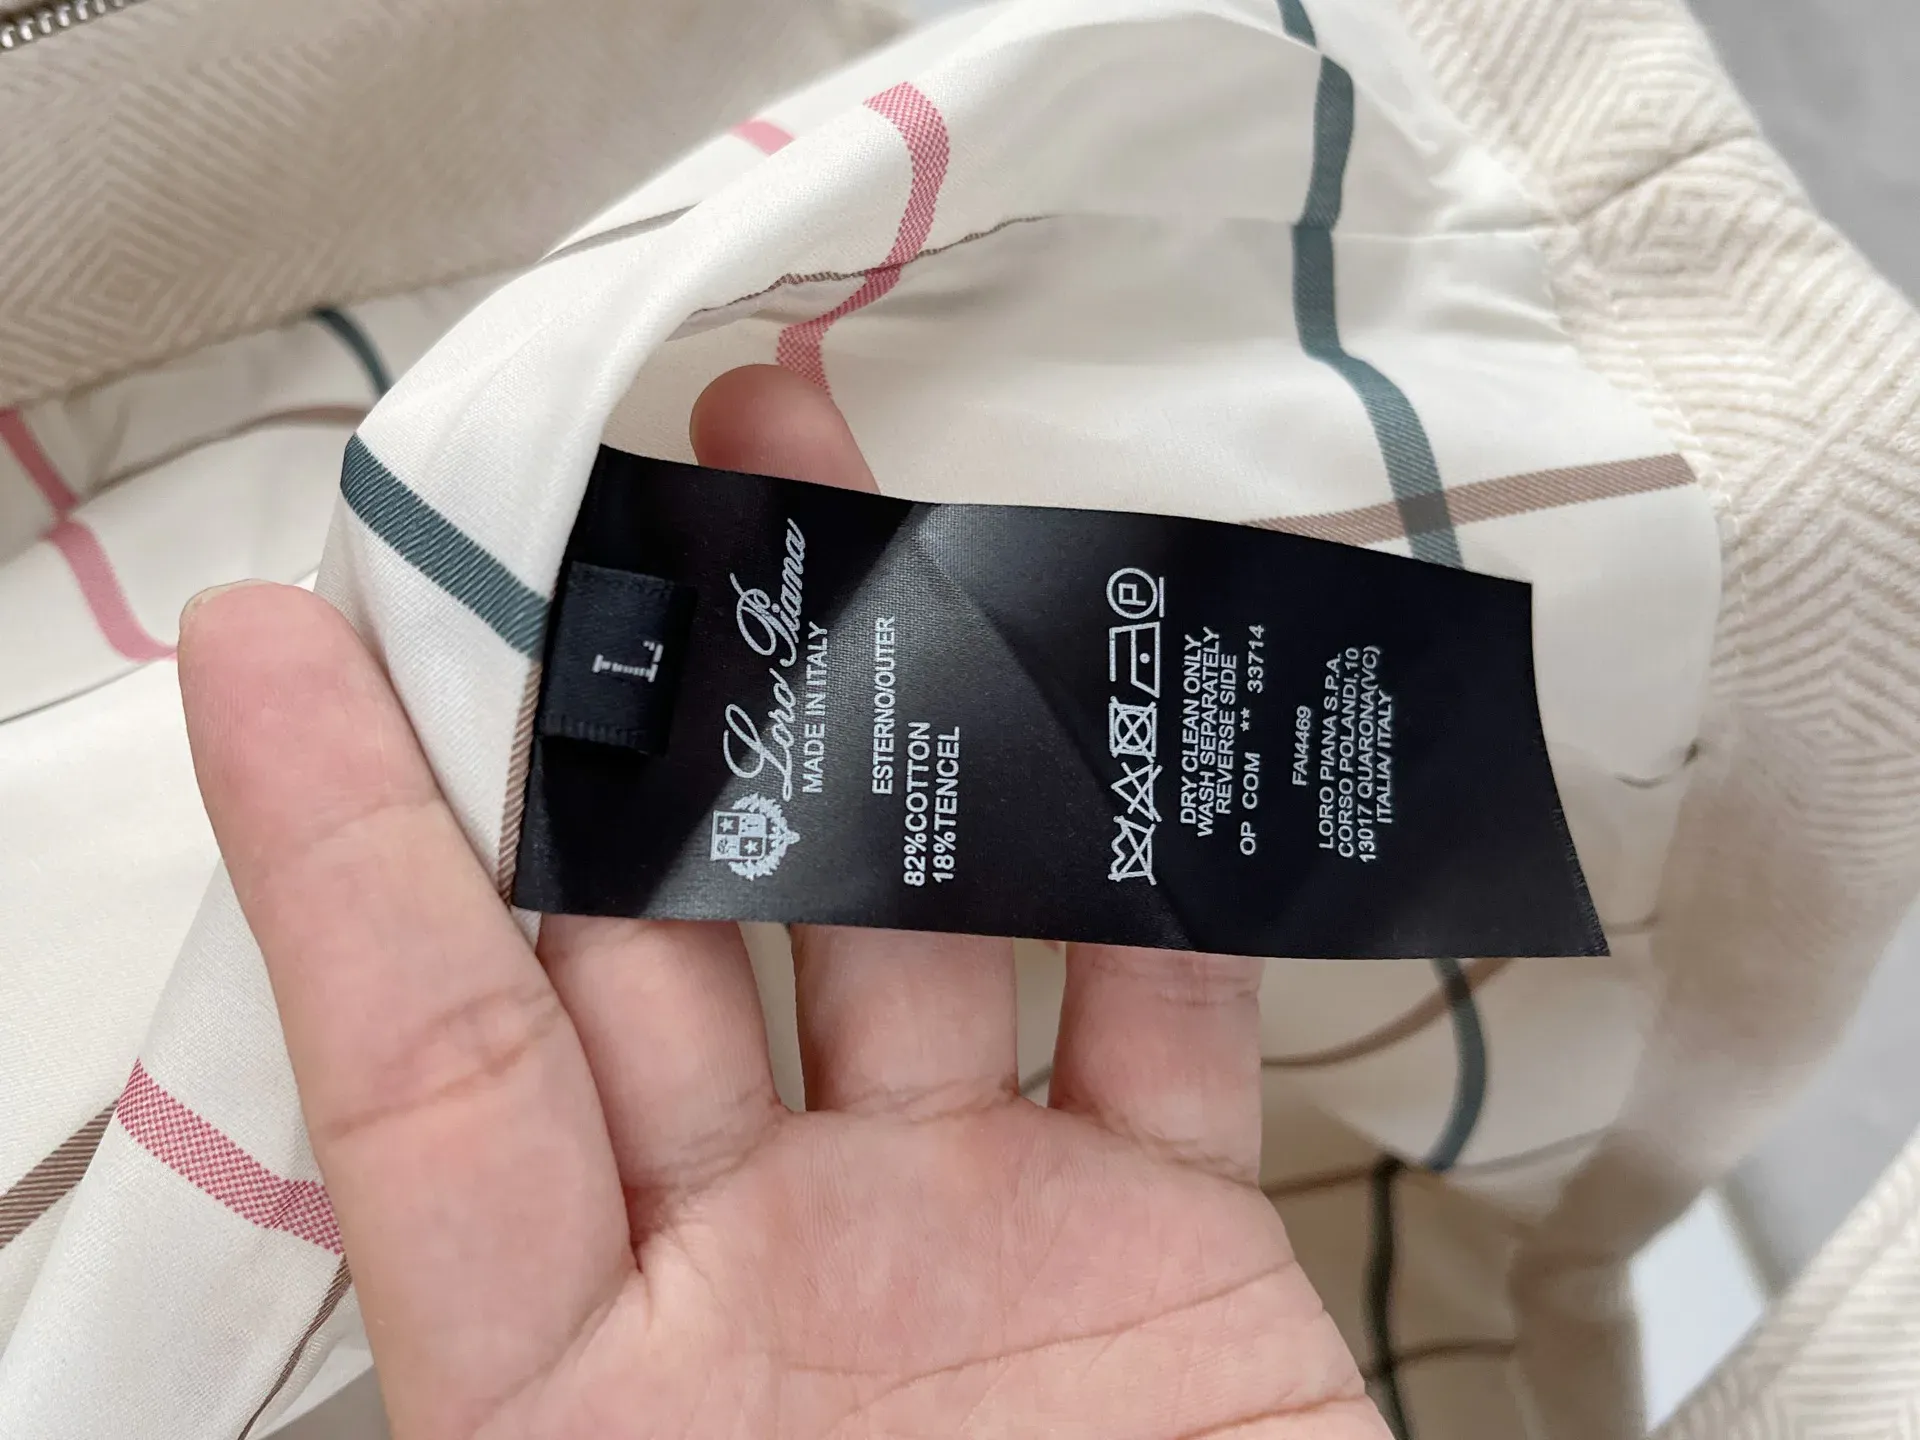 L
Loro Piana
MADE IN ITALY
ESTERNO/OUTER
82%COTTON
18%TENCEL
P
DRY CLEAN ONLY
WASH SEPARATELY
REVERSE SIDE
OP COM ** 33714
FAI4469
LORO PIANA S.P.A.
CORSO POLANDI, 10
13017 QUARONA(VC)
ITALIA/ ITALY